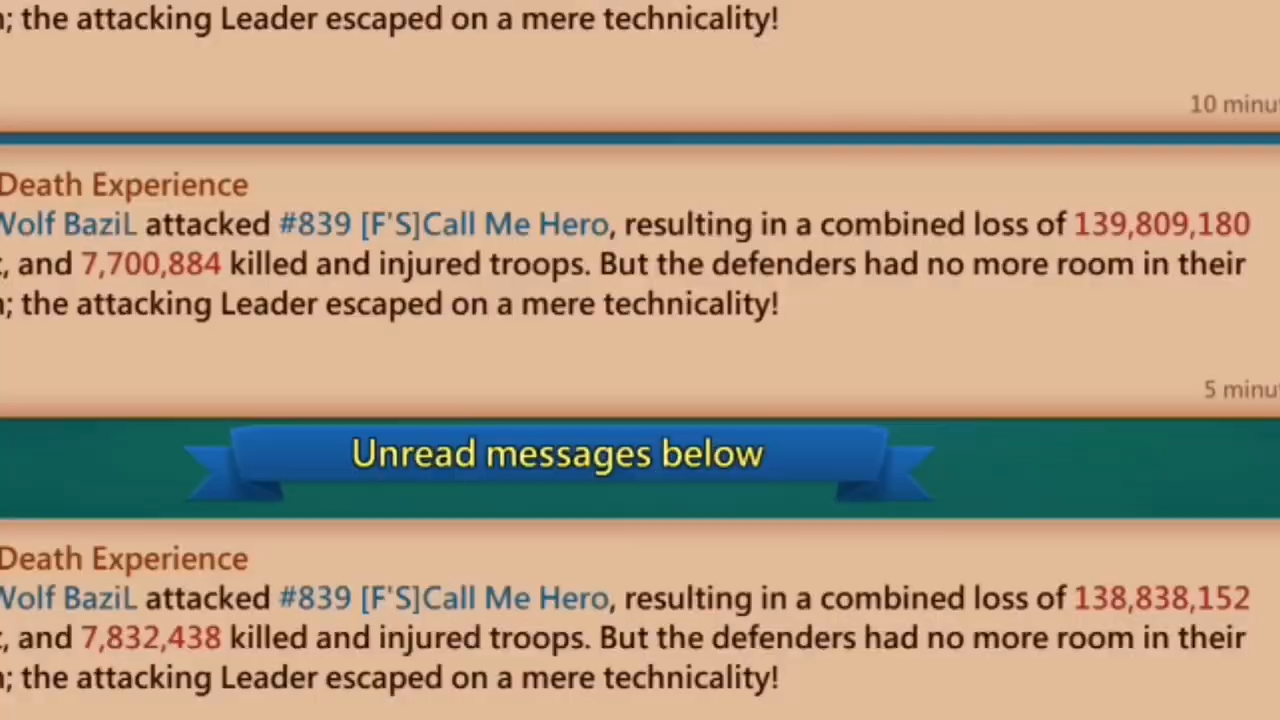 ; the attacking Leader escaped on a mere technicality!
10
Death Experience
Wolf BaziL attacked #839 [F'S]Call Me Hero, resulting in a combined loss of 139,809,180
, and 7,700,884 killed and injured troops. But the defenders had no more room in their
; the attacking Leader escaped on a mere technicality!
5
Unread messages below
Death Experience
Wolf BaziL attacked #839 [F'S]Call Me Hero, resulting in a combined loss of 138,838,152
, and 7,832,438 killed and injured troops. But the defenders had no more room in their
; the attacking Leader escaped on a mere technicality!